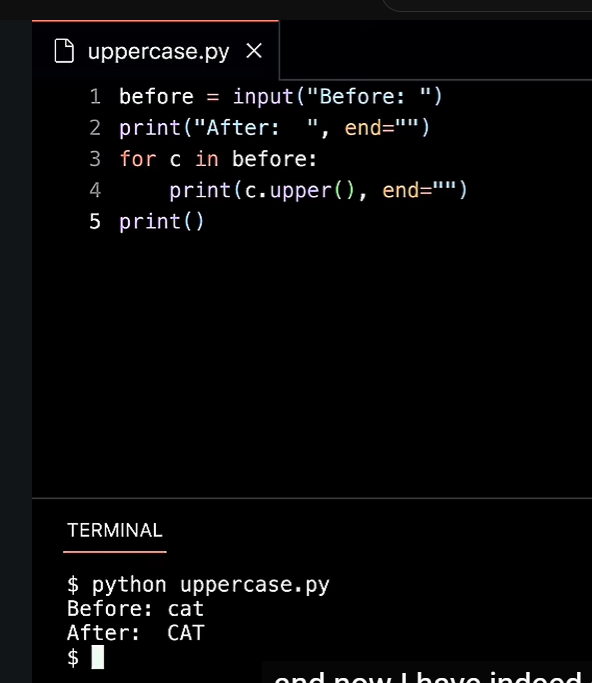 uppercase.py
1 before = input("Before: ")
2 print("After:  ", end="")
3 for c in before:
4     print(c.upper(), end="")
5 print()
TERMINAL
$ python uppercase.py
Before: cat
After:  CAT
$
and now I have indeed